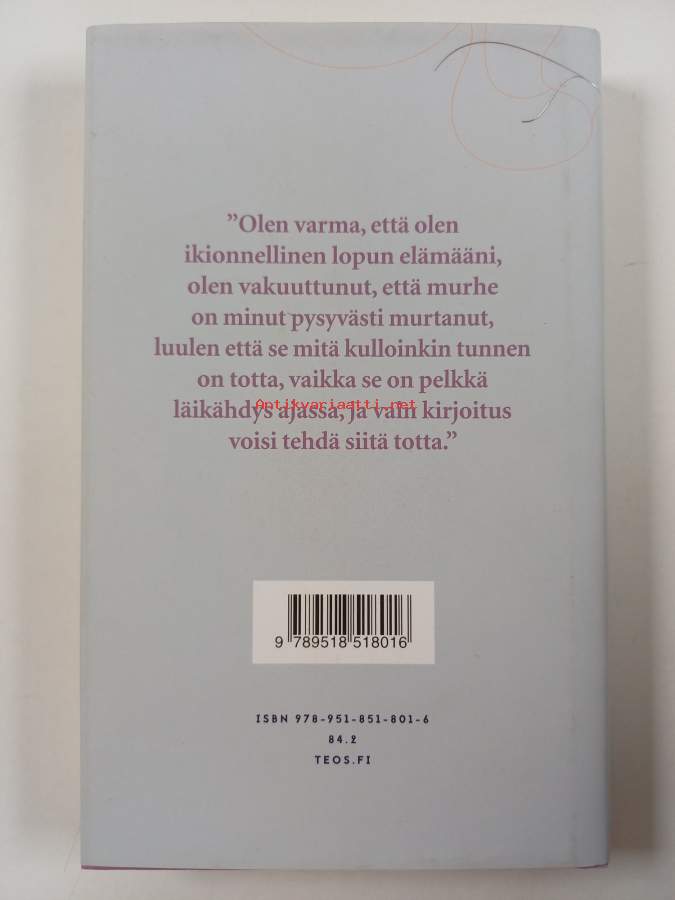 ”Olen varma, että olen
ikionnellinen lopun elämääni,
olen vakuuttunut, että murhe
on minut pysyvästi murtanut,
luulen että se mitä kulloinkin tunnen
on totta, vaikka se on pelkkä
läikähdys ajassa, ja vain kirjoitus
Antikvariaatti.net
voisi tehdä siitä totta.”
9 789518 518016
ISBN 978-951-851-801-6
84.2
TEOS.FI